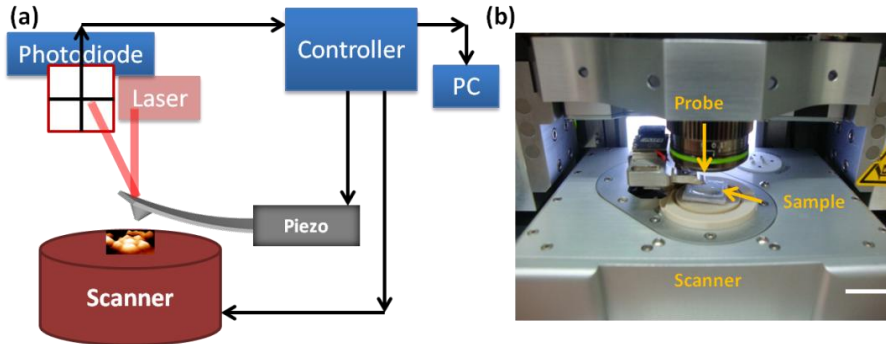 (a)
Photodiode
Laser
Controller
PC
Piezo
Scanner
(b)
Probe
Sample
Scanner